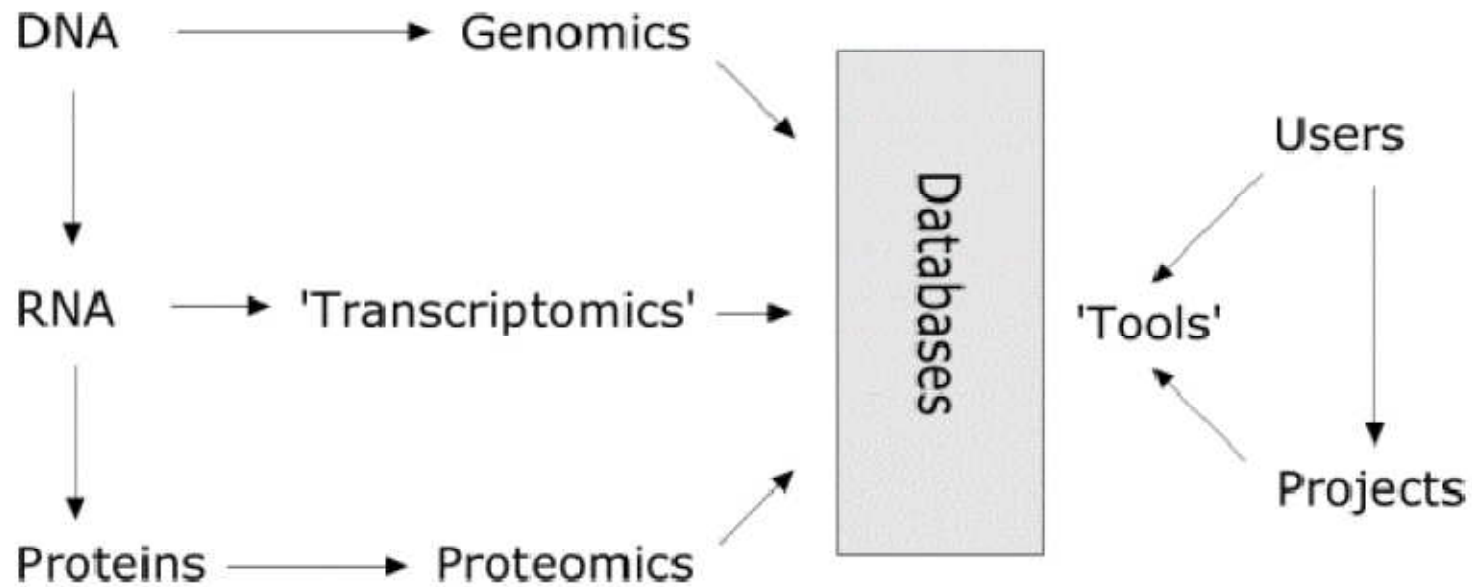 DNA
Genomics
Users
Databases
RNA
'Transcriptomics'
'Tools'
Projects
Proteins
Proteomics